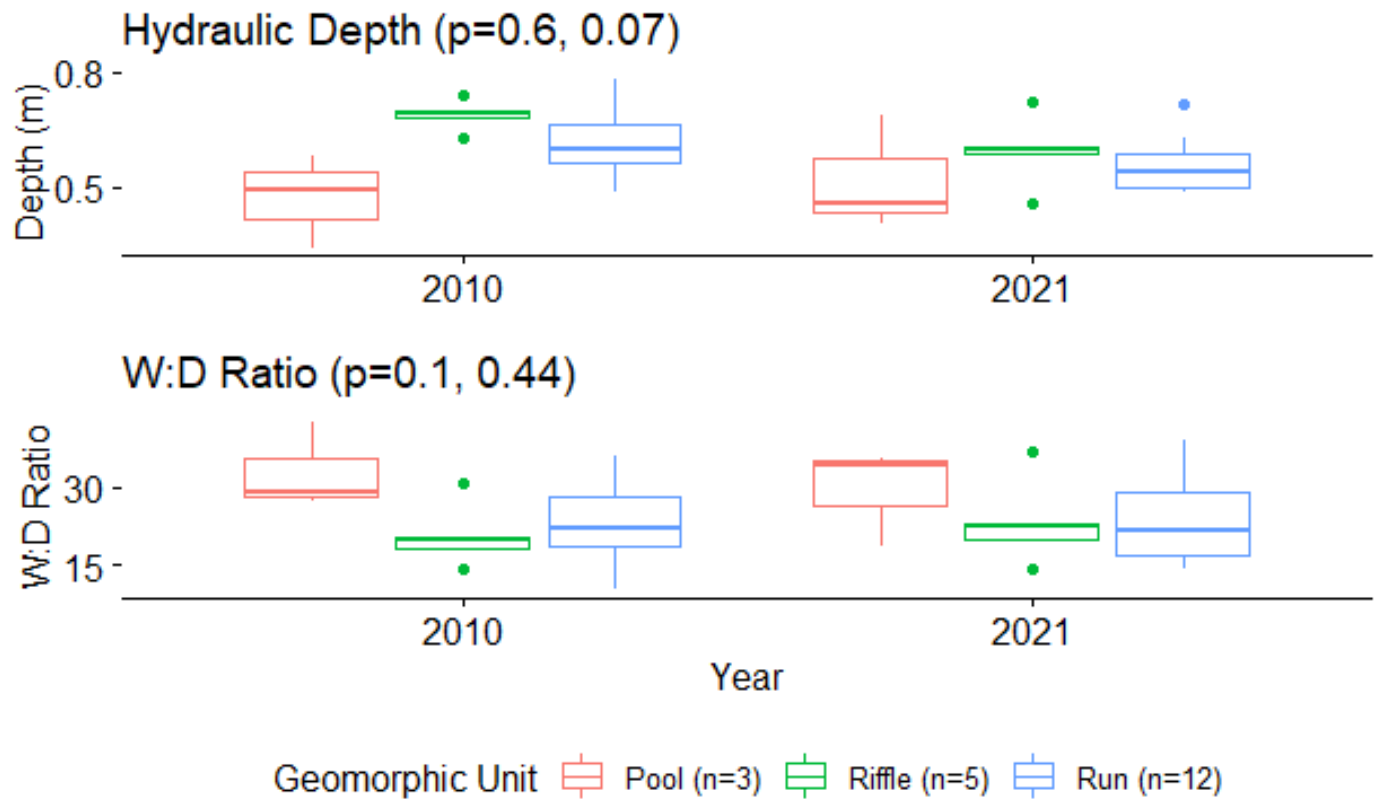 Hydraulic Depth (p=0.6, 0.07)
Depth (m)
0.8
0.5
2010 2021
W:D Ratio (p=0.1, 0.44)
W:D Ratio
30
15
2010 2021
Year
Geomorphic Unit Pool (n=3) Riffle (n=5) Run (n=12)